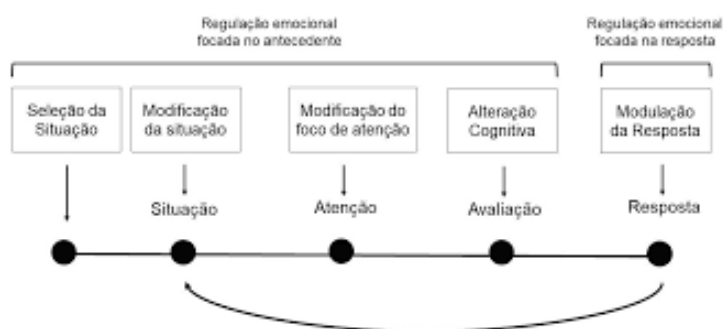 Regulação emocional
focada no antecedente
Regulação emocional
focada na resposta
Seleção da
Situação
Modificação
da situação
Modificação do
foco de atenção
Alteração
Cognitiva
Modulação
da Resposta
Situação
Atenção
Avaliação
Resposta